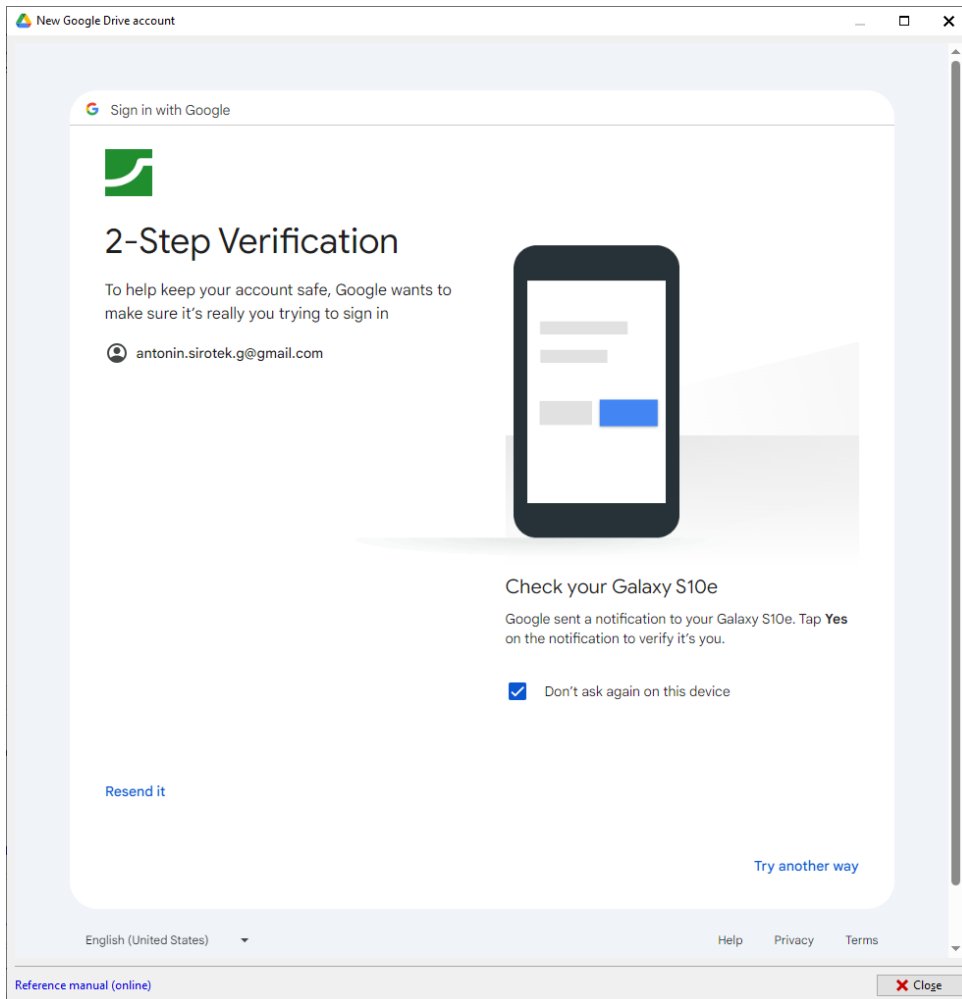 New Google Drive account
Sign in with Google
2-Step Verification
To help keep your account safe, Google wants to
make sure it's really you trying to sign in
antonin.sirotek.g@gmail.com
Check your Galaxy S10e
Google sent a notification to your Galaxy S10e. Tap Yes
on the notification to verify it's you.
Don't ask again on this device
Resend it
Try another way
English (United States)
Help Privacy Terms
Reference manual (online)
Close